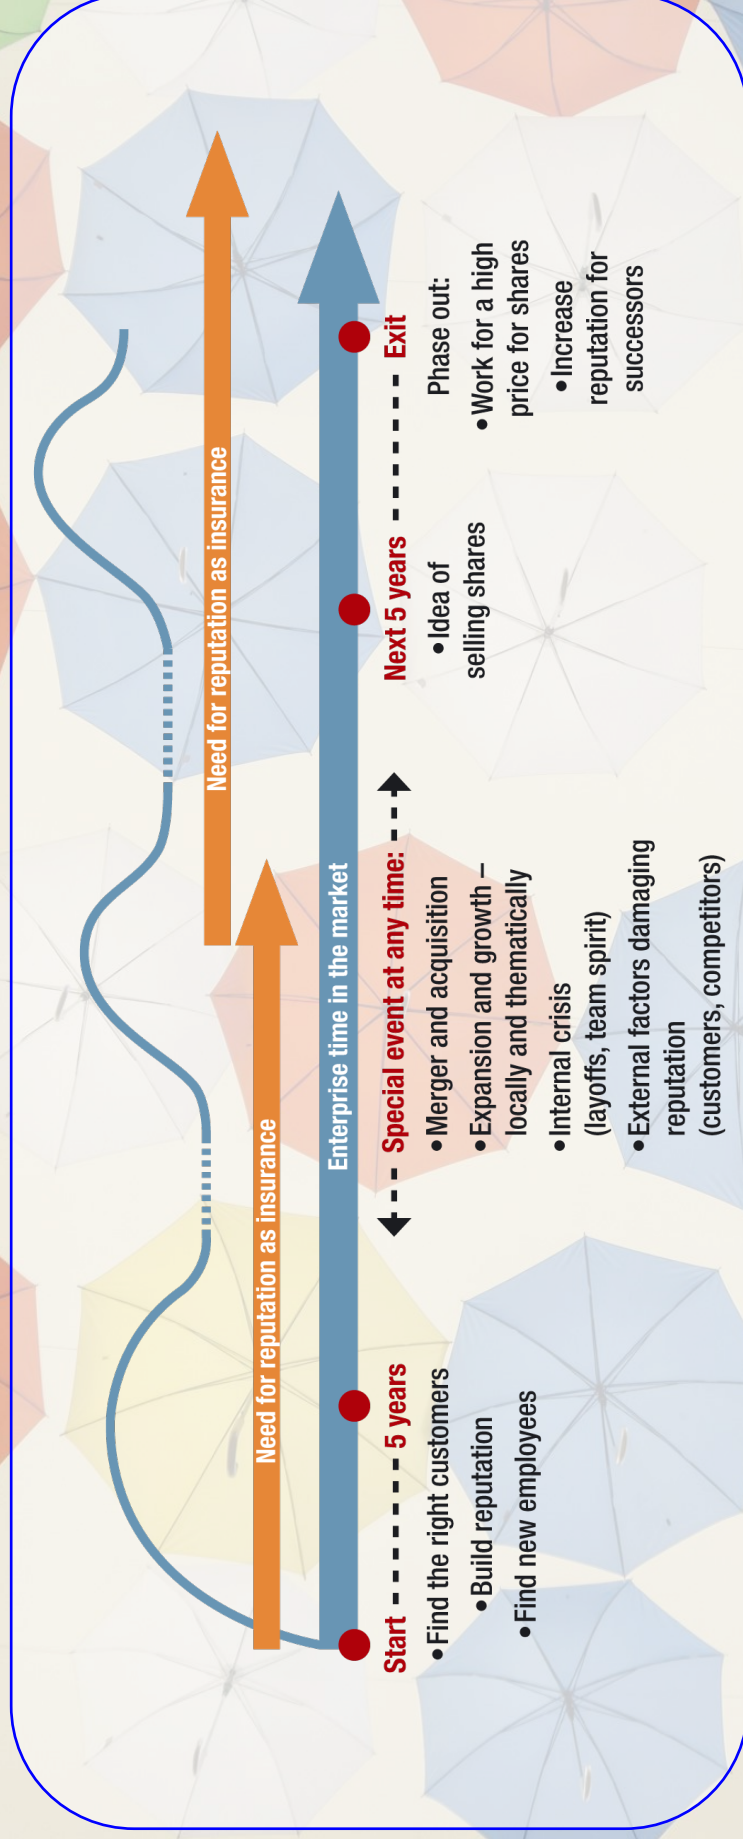 Need for reputation as insurance
Need for reputation as insurance
Enterprise time in the market
Start
5 years
• Find the right customers
• Build reputation
• Find new employees
Special event at any time:
• Merger and acquisition
• Expansion and growth –
locally and thematically
• Internal crisis
(layoffs, team spirit)
• External factors damaging
reputation
(customers, competitors)
Next 5 years
• Idea of
selling shares
Exit
Phase out:
• Work for a high
price for shares
• Increase
reputation for
successors